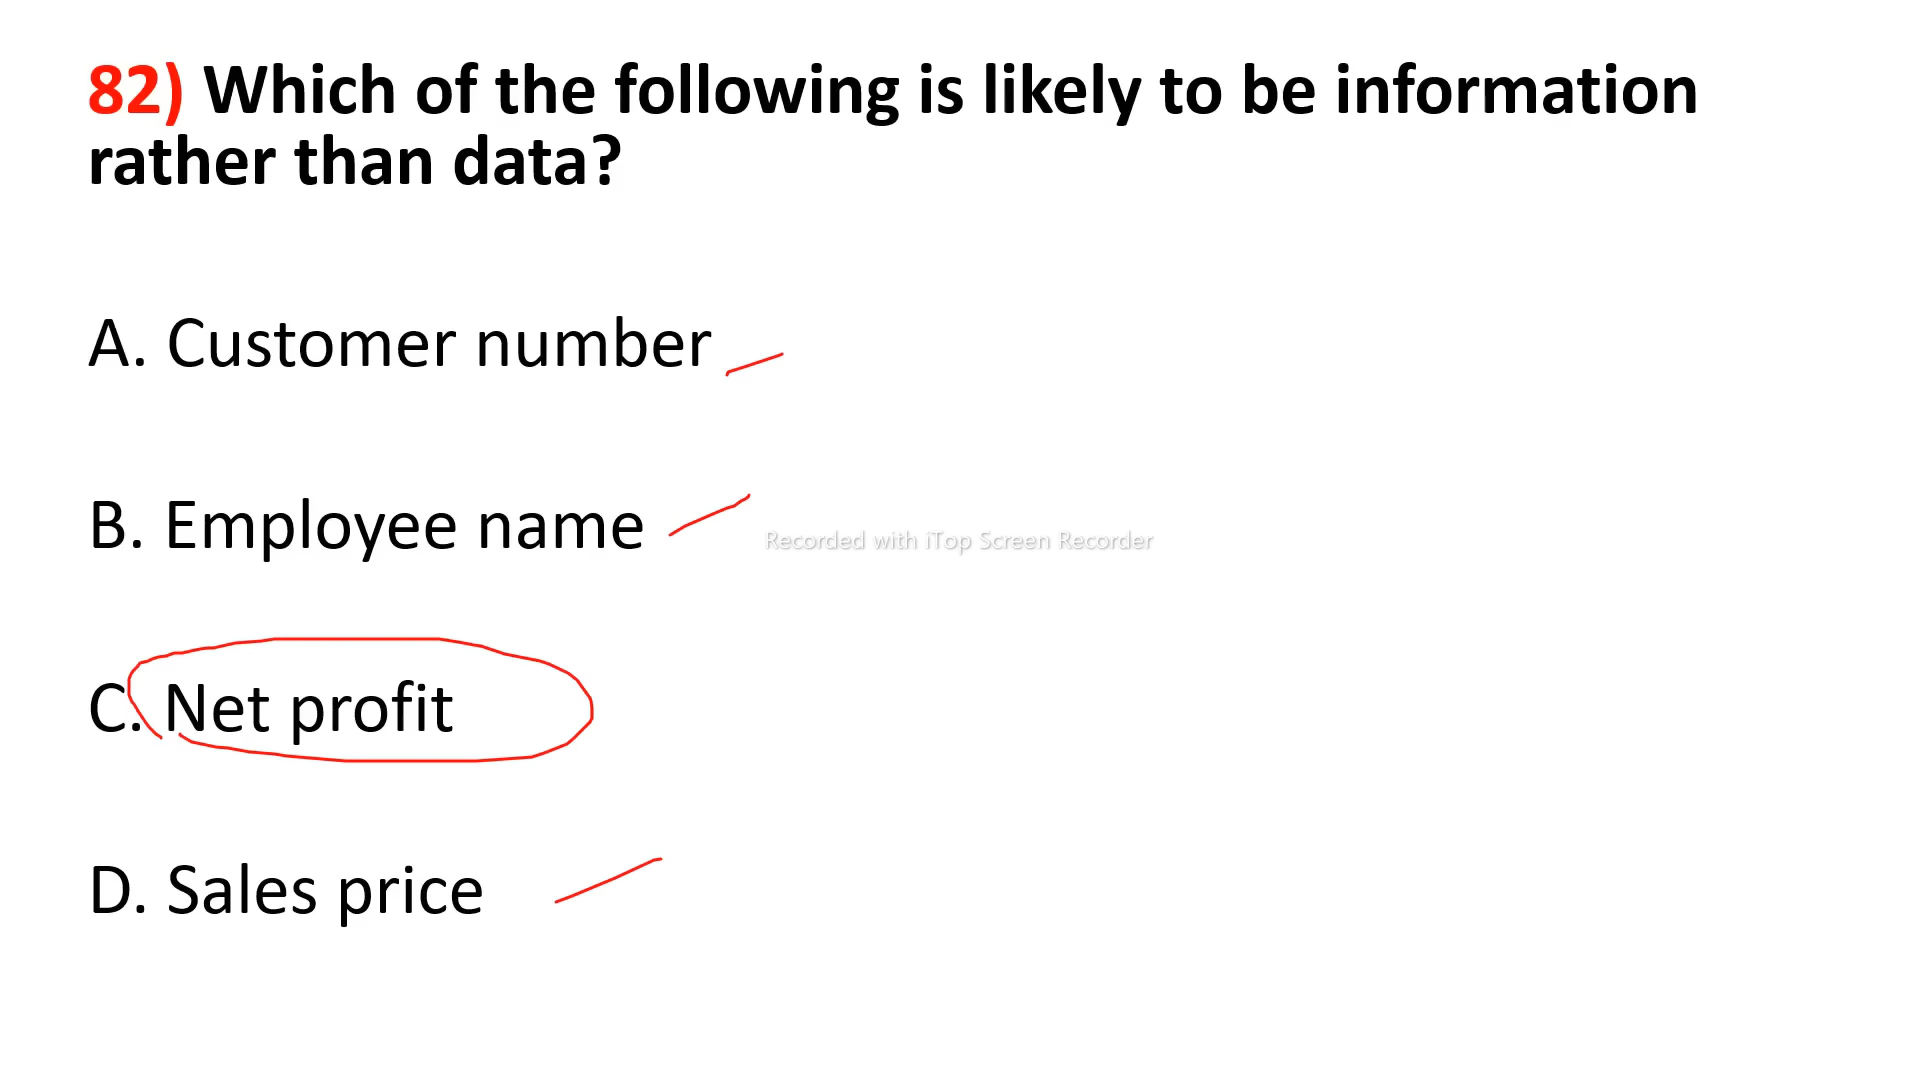 82) Which of the following is likely to be information
rather than data?
A. Customer number
B. Employee name
Recorded with iTop Screen Recorder
C. Net profit
D. Sales price